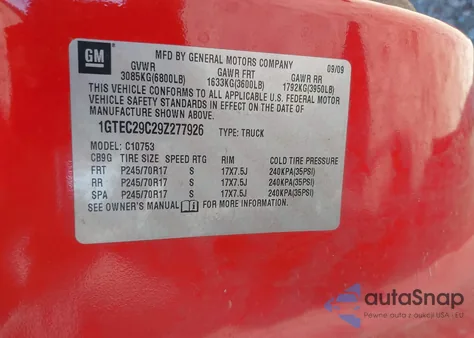 GM
MFD BY GENERAL MOTORS COMPANY
GVWR GAWR FRT GAWR RR 09/09
3085KG(6800LB) 1633KG(3600LB) 1792KG(3950LB)
THIS VEHICLE CONFORMS TO ALL APPLICABLE U.S. FEDERAL
MOTOR VEHICLE SAFETY STANDARDS IN EFFECT ON THE DATE OF
MANUFACTURE SHOWN ABOVE.
1GTEC29C29Z277926 TYPE: TRUCK
MODEL: C10753
CB9G TIRE SIZE SPEED RTG RIM COLD TIRE PRESSURE
FRT P245/70R17 S 17X7.5J 240KPA(35PSI)
RR P245/70R17 S 17X7.5J 240KPA(35PSI)
SPA P245/70R17 S 17X7.5J 240KPA(35PSI)
SEE OWNER'S MANUAL FOR MORE INFORMATION.
autoSnap
Pewne auto z USA i EU